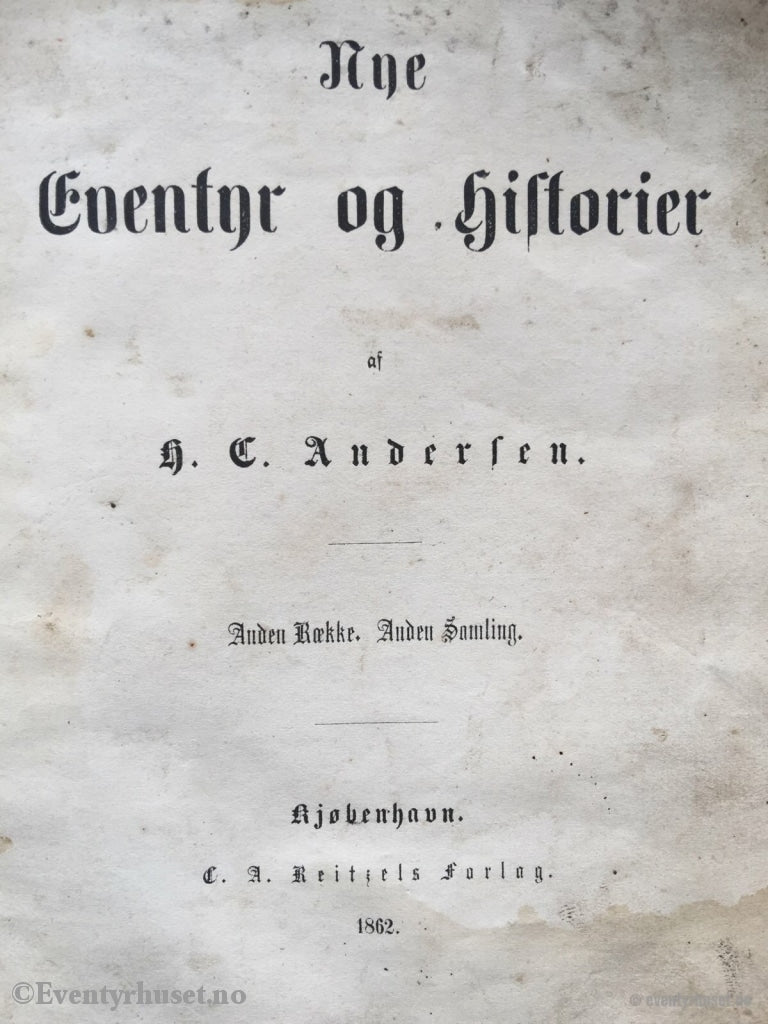 Nye
Eventyr og Historier
af
H. C. Andersen.
Anden Række. Anden Samling.
Kjøbenhavn.
C. A. Reitzels Forlag.
1862.
©Eventyrhuset.no
© eventyrhuset.no